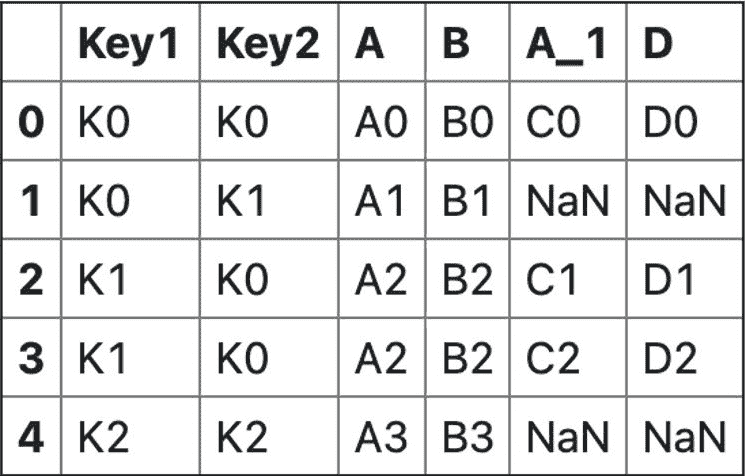 Key1 Key2 A B A_1 D
0 K0 K0 A0 B0 C0 D0
1 K0 K1 A1 B1 NaN NaN
2 K1 K0 A2 B2 C1 D1
3 K1 K0 A2 B2 C2 D2
4 K2 K2 A3 B3 NaN NaN